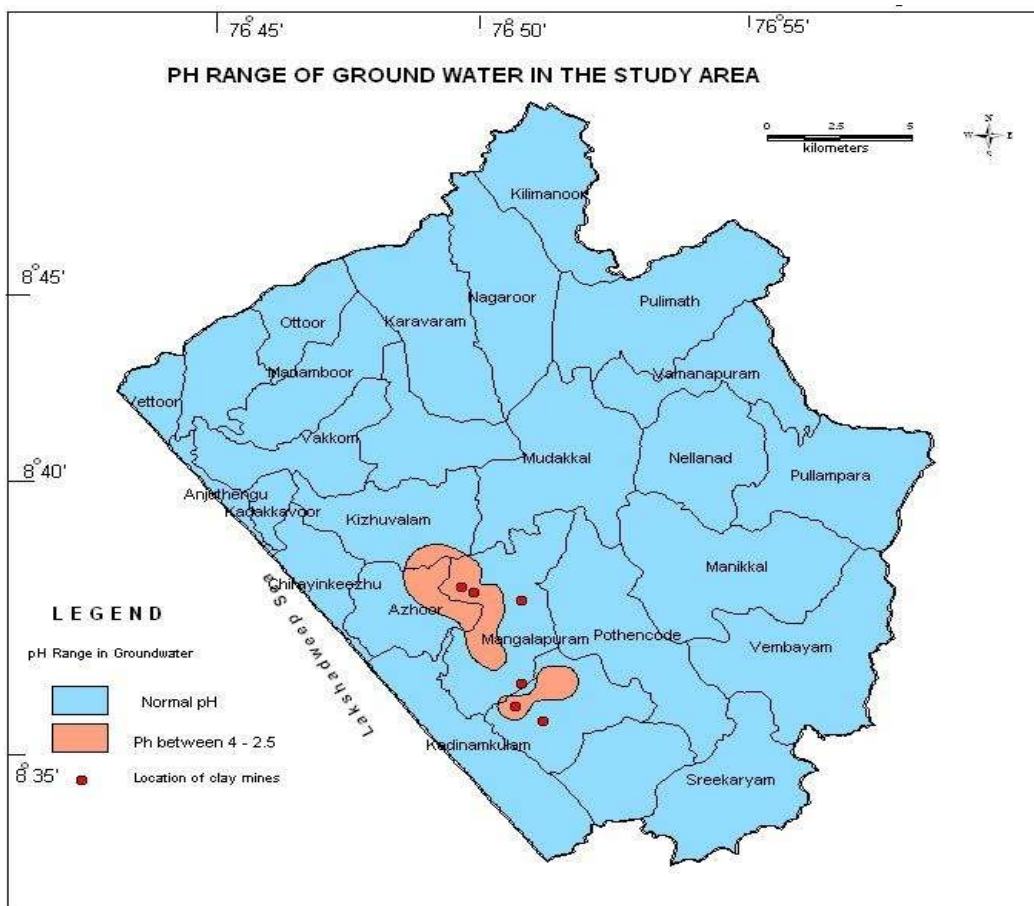 76°45' 76°50' 76°55'
PH RANGE OF GROUND WATER IN THE STUDY AREA
0 2.5 5
kilometers
N
W E
S
Kilimanoor
8°45'
Nagaroor
Pulimath
Ottoor
Karavaram
Manamboor
Vamanapuram
Vettoor
Vakkom
Mudakkal
Nellanad
8°40'
Pullampara
Anjuthengu
Kadakkavoor
Kizhuvalam
Manikkal
Chirayinkeezhu
Azhoor
Mangalapuram
Pothencode
Vembayam
Lakshadweep Sea
Kadinamkulam
Sreekaryam
8°35'
LEGEND
pH Range in Groundwater
Normal pH
Ph between 4 - 2.5
Location of clay mines